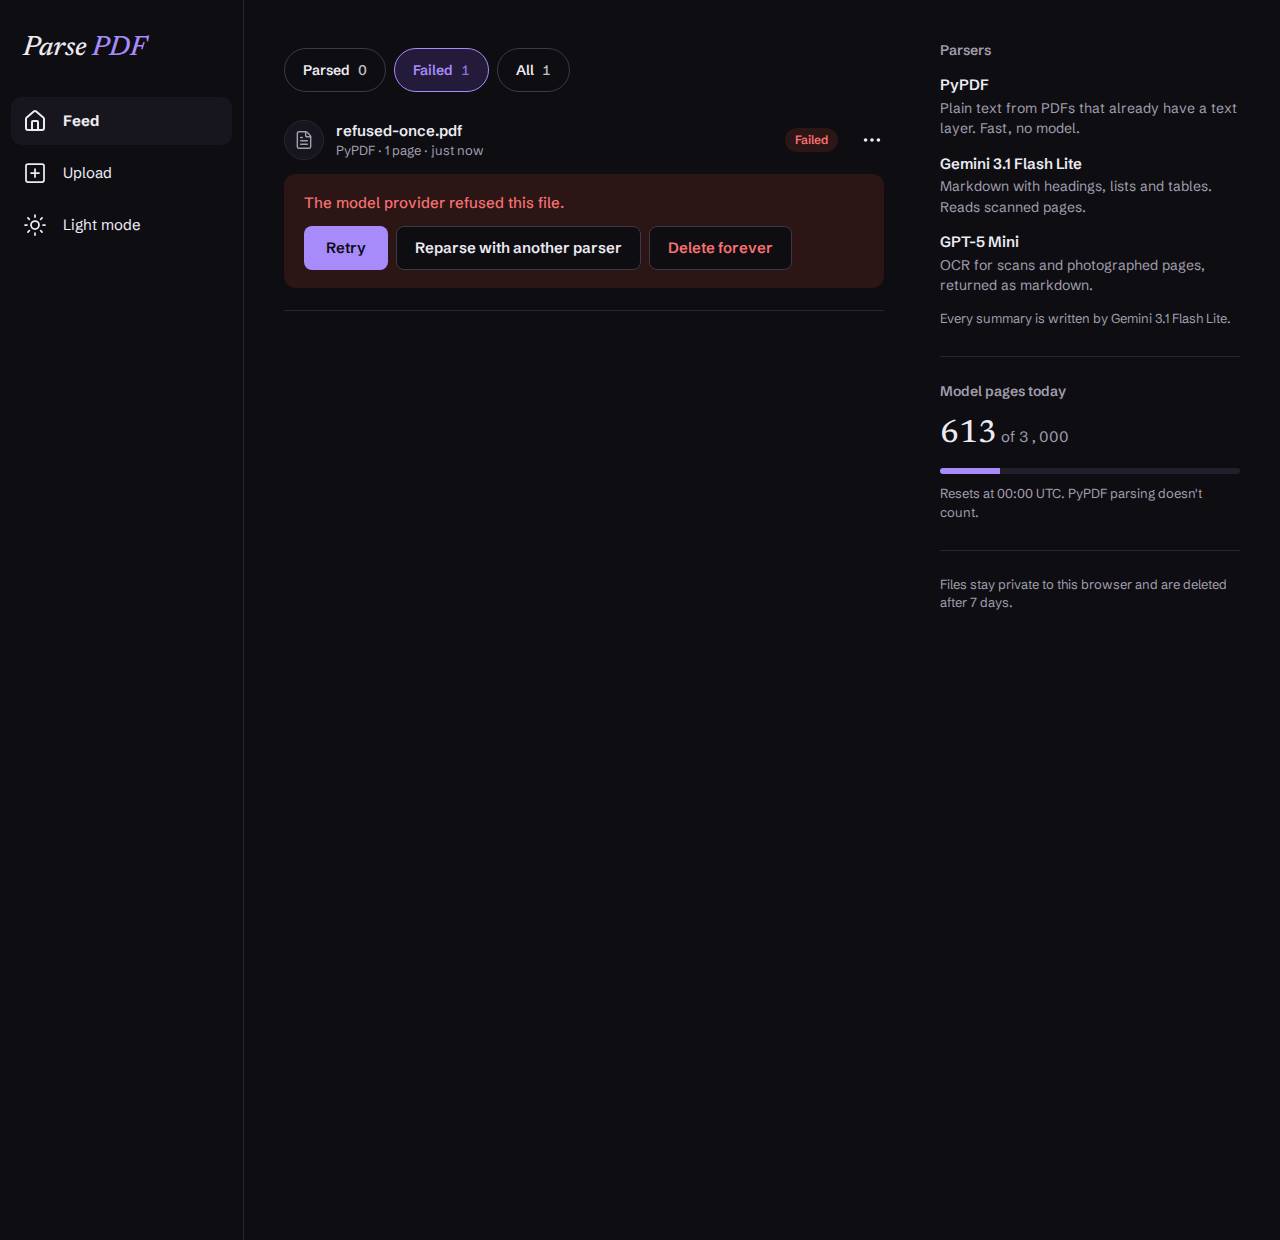 Parse PDF
Feed
Upload
Light mode
Parsed 0
Failed 1
All 1
refused-once.pdf
PyPDF · 1 page · just now
Failed
The model provider refused this file.
Retry
Reparse with another parser
Delete forever
Parsers
PyPDF
Plain text from PDFs that already have a text
layer. Fast, no model.
Gemini 3.1 Flash Lite
Markdown with headings, lists and tables.
Reads scanned pages.
GPT-5 Mini
OCR for scans and photographed pages,
returned as markdown.
Every summary is written by Gemini 3.1 Flash Lite.
Model pages today
613 of 3,000
Resets at 00:00 UTC. PyPDF parsing doesn't
count.
Files stay private to this browser and are deleted
after 7 days.